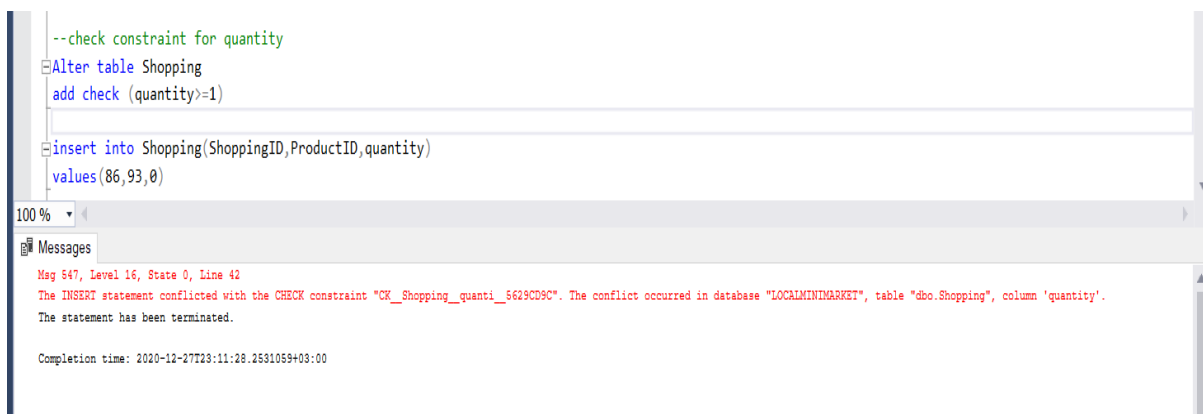 --check constraint for quantity
Alter table Shopping
add check (quantity>=1)
insert into Shopping(ShoppingID,ProductID,quantity)
values(86,93,0)
100 %
Messages
Msg 547, Level 16, State 0, Line 42
The INSERT statement conflicted with the CHECK constraint "CK__Shopping__quanti__5629CD9C". The conflict occurred in database "LOCALMINIMARKET", table "dbo.Shopping", column 'quantity'.
The statement has been terminated.
Completion time: 2020-12-27T23:11:28.2531059+03:00